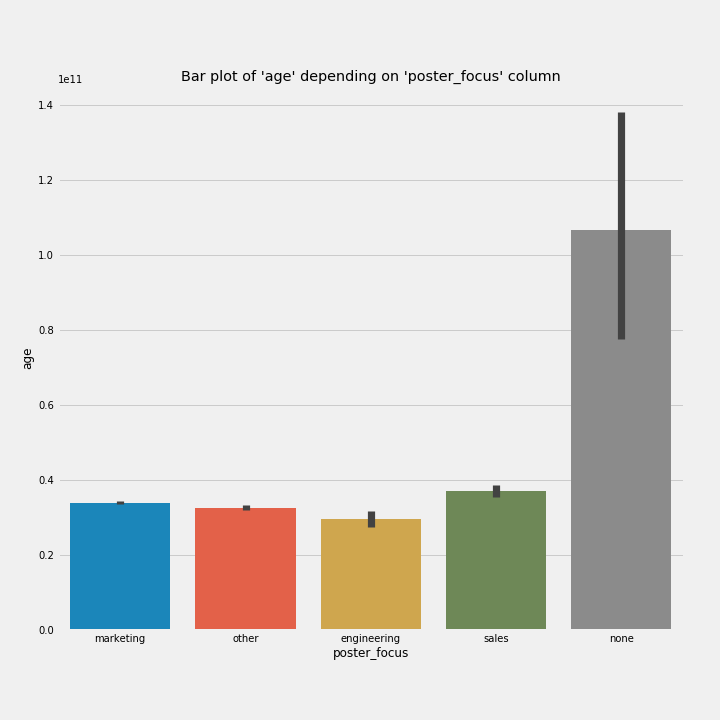 Bar plot of 'age' depending on 'poster_focus' column
1e11
1.4
1.2
1.0
0.8
0.6
0.4
0.2
0.0
age
marketing other engineering sales none
poster_focus